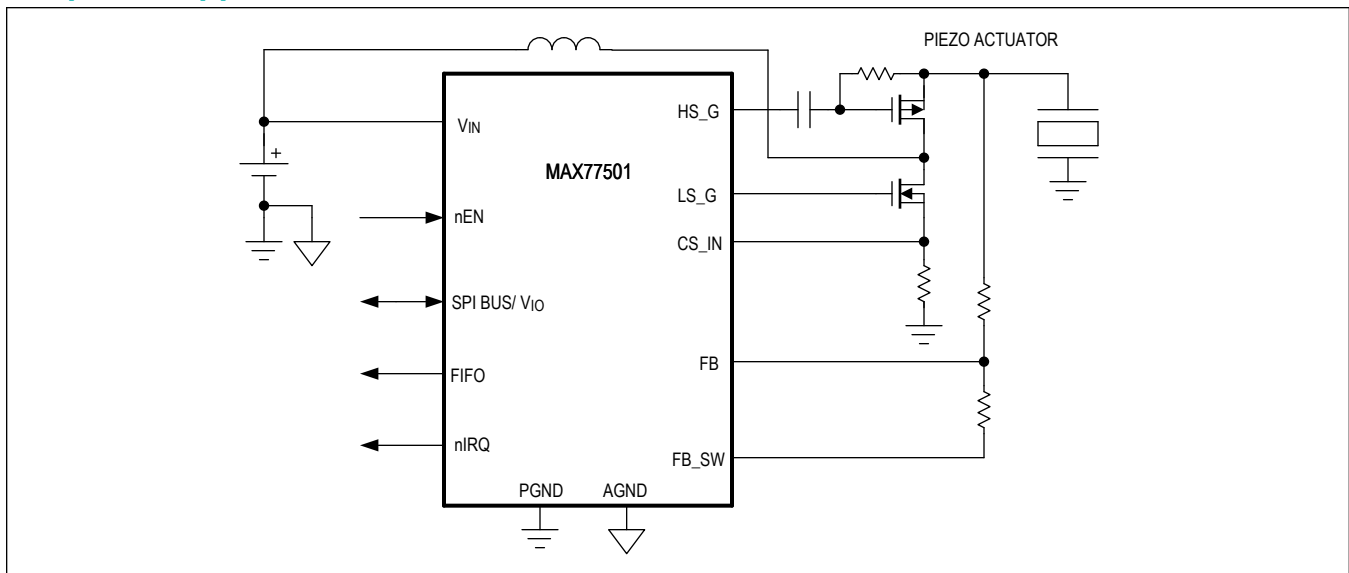 PIEZO ACTUATOR
HS_G
VIN
MAX77501
LS_G
nEN
CS_IN
SPI BUS/ VIO
FB
FIFO
nIRQ
FB_SW
PGND AGND
+